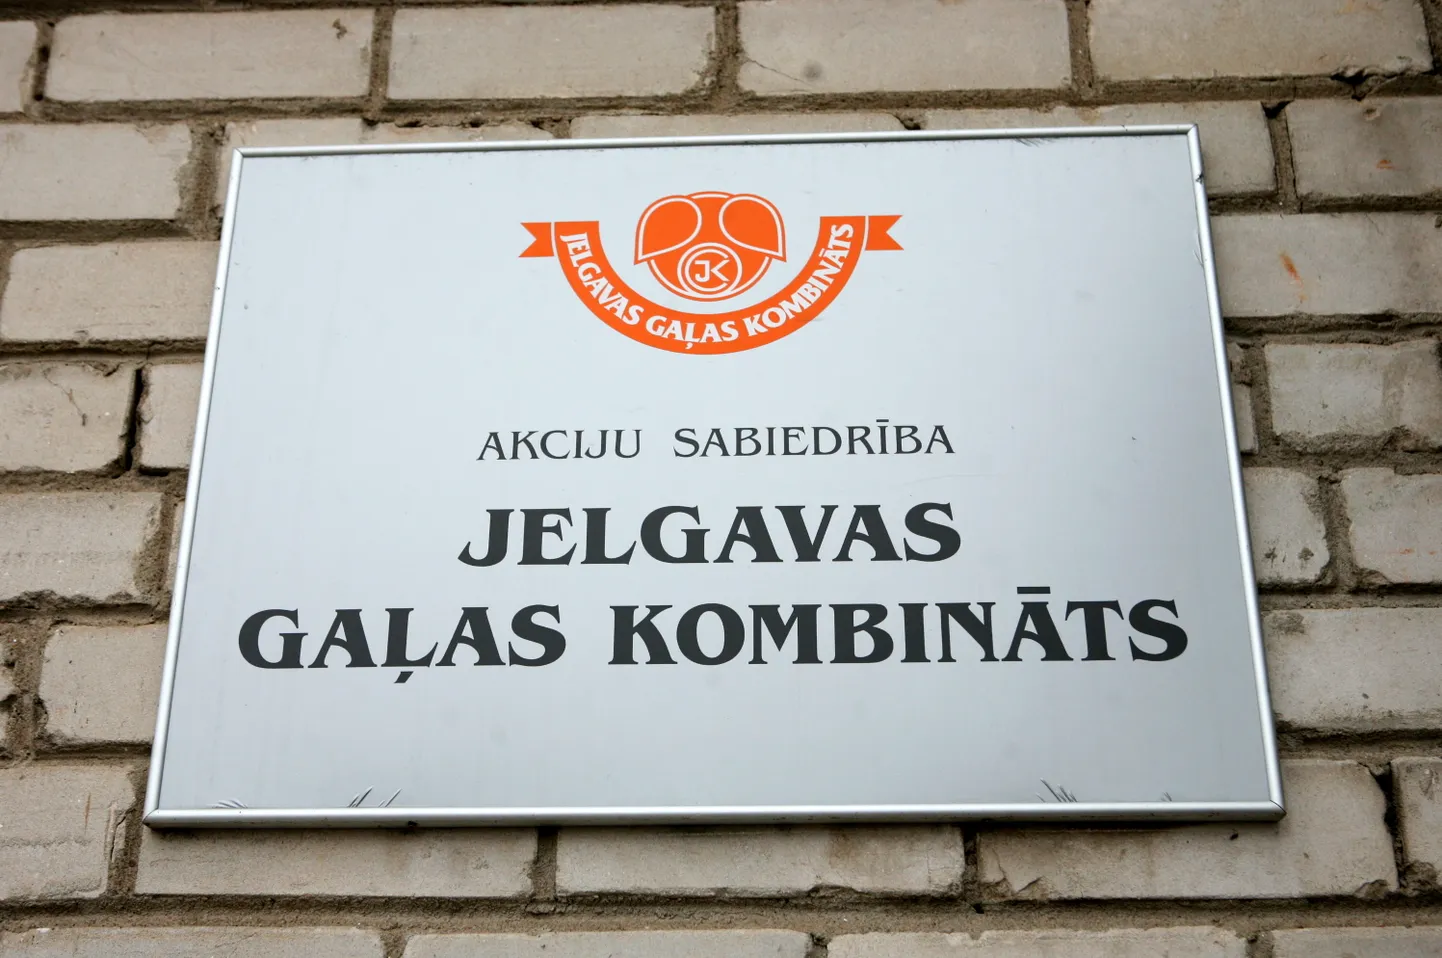 JK
JELGAVAS GAĻAS KOMBINĀTS
AKCIJU SABIEDRĪBA
JELGAVAS
GAĻAS KOMBINĀTS